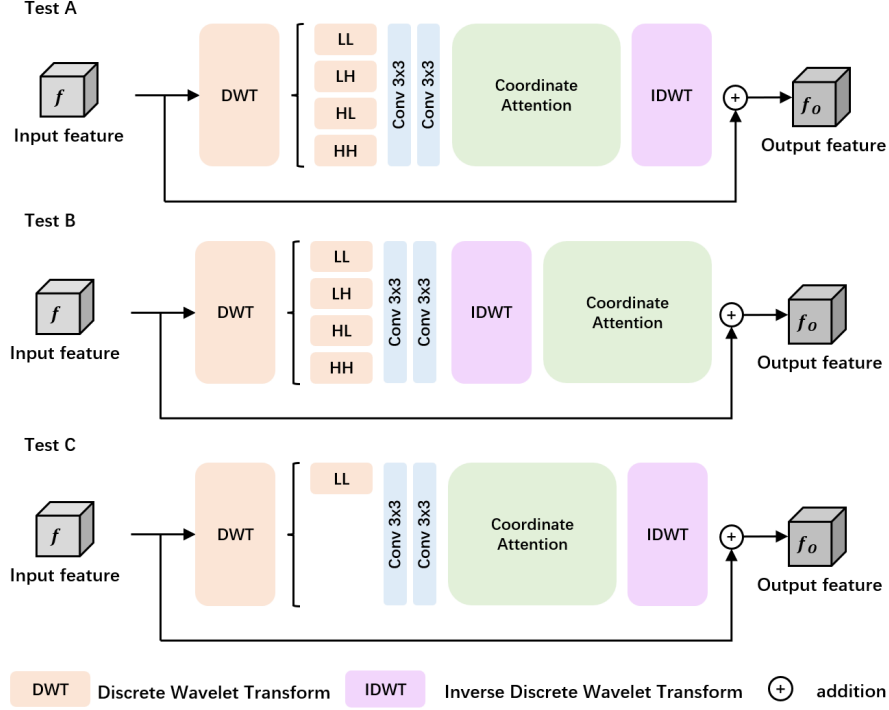 Test A
f
Input feature
DWT
LL
LH
HL
HH
Conv 3x3
Conv 3x3
Coordinate
Attention
IDWT
+
fo
Output feature
Test B
f
Input feature
DWT
LL
LH
HL
HH
Conv 3x3
Conv 3x3
IDWT
Coordinate
Attention
+
fo
Output feature
Test C
f
Input feature
DWT
LL
Conv 3x3
Conv 3x3
Coordinate
Attention
IDWT
+
fo
Output feature
DWT Discrete Wavelet Transform IDWT Inverse Discrete Wavelet Transform + addition